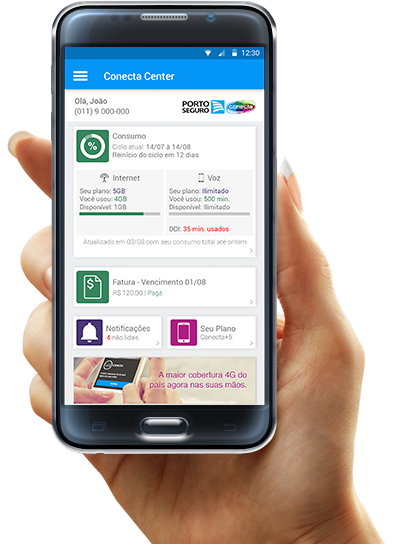 12:30
Conecta Center
Olá, João
(011) 9 000-000
PORTO
SEGURO
conecta
%
Consumo
Ciclo atual: 14/07 à 14/08
Reinício do ciclo em 12 dias
Internet
Seu plano: 5GB
Você usou: 4GB
Disponível: 1GB
Voz
Seu plano: Ilimitado
Você usou: 500 min.
Disponível: Ilimitado
DDI: 35 min. usados
Atualizado em 03/08 com seu consumo total até ontem
$
Fatura - Vencimento 01/08
R$ 120,00 | Paga
Notificações
4 não lidas.
Seu Plano
Conecta+5
A maior cobertura 4G do
país agora nas suas mãos.